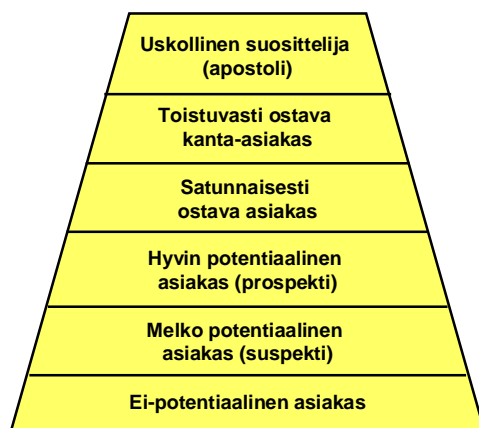 Uskollinen suosittelija
(apostoli)
Toistuvasti ostava
kanta-asiakas
Satunnaisesti
ostava asiakas
Hyvin potentiaalinen
asiakas (prospekti)
Melko potentiaalinen
asiakas (suspekti)
Ei-potentiaalinen asiakas